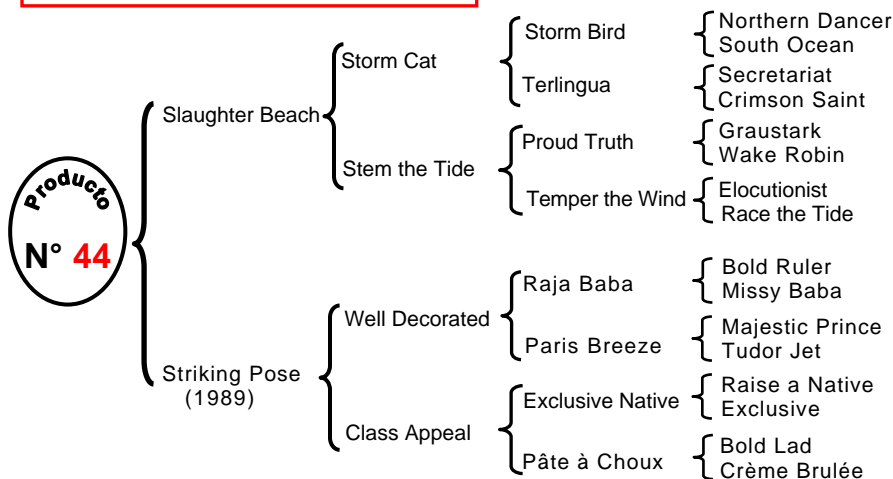 Producto
N° 44
Slaughter Beach
Striking Pose
(1989)
Storm Cat
Stem the Tide
Well Decorated
Class Appeal
Storm Bird
Terlingua
Proud Truth
Temper the Wind
Raja Baba
Paris Breeze
Exclusive Native
Pâte à Choux
Northern Dancer
South Ocean
Secretariat
Crimson Saint
Graustark
Wake Robin
Elocutionist
Race the Tide
Bold Ruler
Missy Baba
Majestic Prince
Tudor Jet
Raise a Native
Exclusive
Bold Lad
Crème Brulée